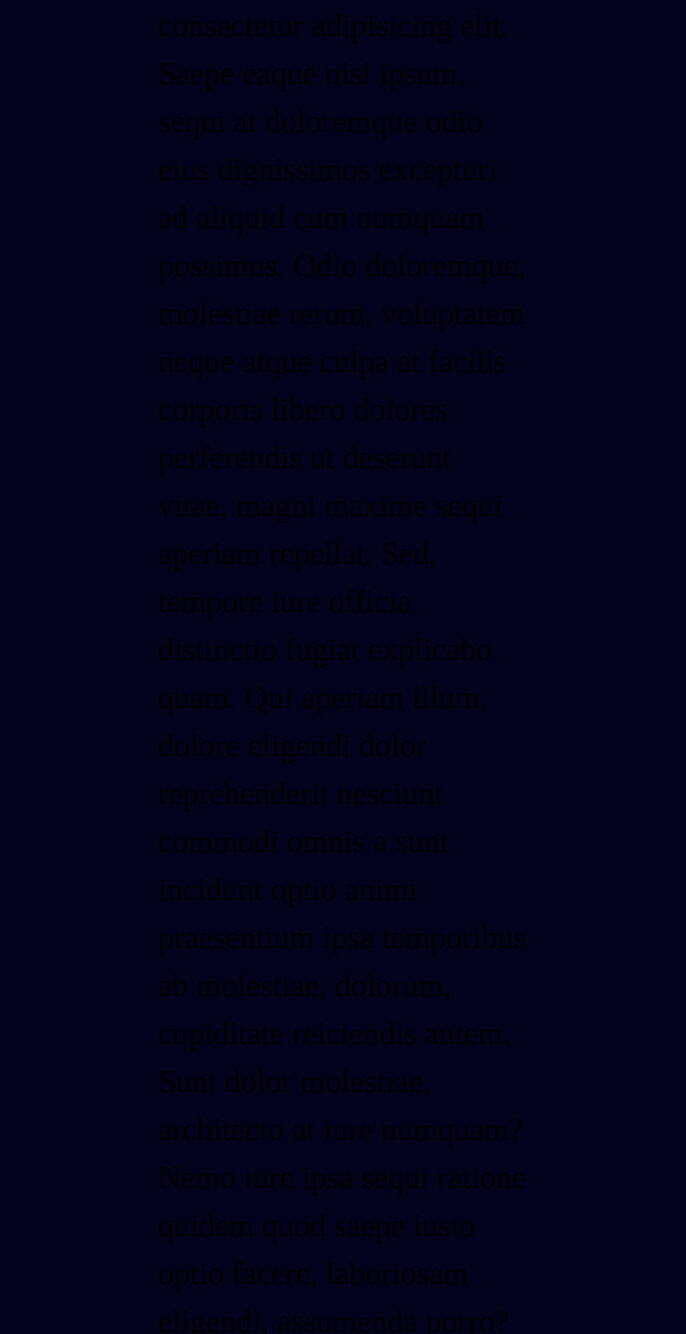 consectetur adipisicing elit.
Saepe eaque nisi ipsum,
sequi at doloremque odio
eius dignissimos excepturi
ad aliquid cum numquam
possimus. Odio doloremque,
molestiae rerum, voluptatem
neque atque culpa at facilis
corporis libero dolores
perferendis ut deserunt
vitae, magni maxime sequi
aperiam repellat. Sed,
tempore iure officia
distinctio fugiat explicabo
quam. Qui aperiam illum,
dolore eligendi dolor
reprehenderit nesciunt
commodi omnis a sunt
incidunt optio animi
praesentium ipsa temporibus
ab molestiae, dolorum,
cupiditate reiciendis autem.
Sunt dolor molestiae,
architecto at iure numquam?
Nemo iure ipsa sequi ratione
quidem quod saepe iusto
optio facere, laboriosam
eligendi, assumenda porro?